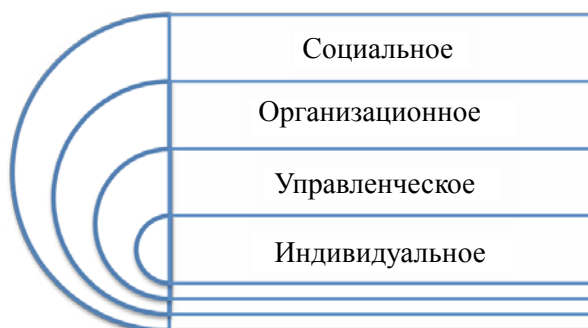 Социальное
Организационное
Управленческое
Индивидуальное